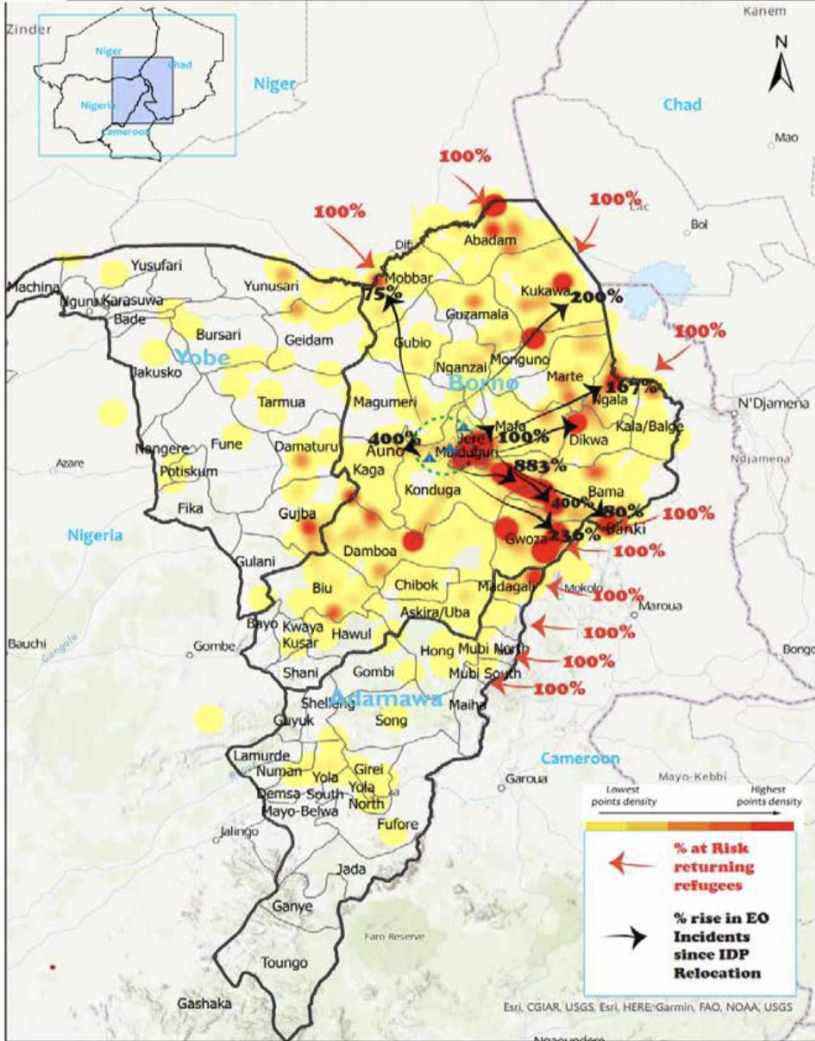 Zinder
Kanem
Niger
Chad
Nigeria
Cameroon
N
Niger
Chad
Mao
100%
100%
100%
Lac
Bol
Abadam
Yusufari
Yunusari
Mobbar
75%
Kukawa
200%
Machina
Karasuwa
Bade
Guzamala
Bursari
Geidam
Gubio
100%
Yobe
Nganzai
Monguno
Jakusko
Borno
Marte
167%
Ngala
Tarmua
Magumeri
N'Djamena
Mafa
Kala/Balge
400%
Jere
100%
Nangere
Fune
Damaturu
Auno
Maiduguri
Dikwa
Ndjamena
Azare
Potiskum
Kaga
883%
Konduga
Bama
Fika
400%
80%
Gujba
100%
Nigeria
236%
Banki
Gwoza
Damboa
100%
Gulani
Chibok
Madagali
Mokolo
Biu
100%
Askira/Uba
Maroua
Bayo
Kwaya
Kusar
Hawul
100%
Bauchi
Gongole
Gombe
Hong
Mubi North
100%
Bongo
Shani
Gombi
Mubi South
100%
Adamawa
Shelleng
Maiha
Guyuk
Song
Cameroon
Lamurde
Numan
Girei
Mayo-Kebbi
Yola
South
Yola
North
Garoua
Demsa
Mayo-Belwa
Fufore
Jalingo
Jada
Ganye
Faro Reserve
Toungo
Gashaka
Lowest
points density
Highest
points density
% at Risk
returning
refugees
% rise in EO
Incidents
since IDP
Relocation
Esri, CGIAR, USGS, Esri, HERE, Garmin, FAO, NOAA, USGS